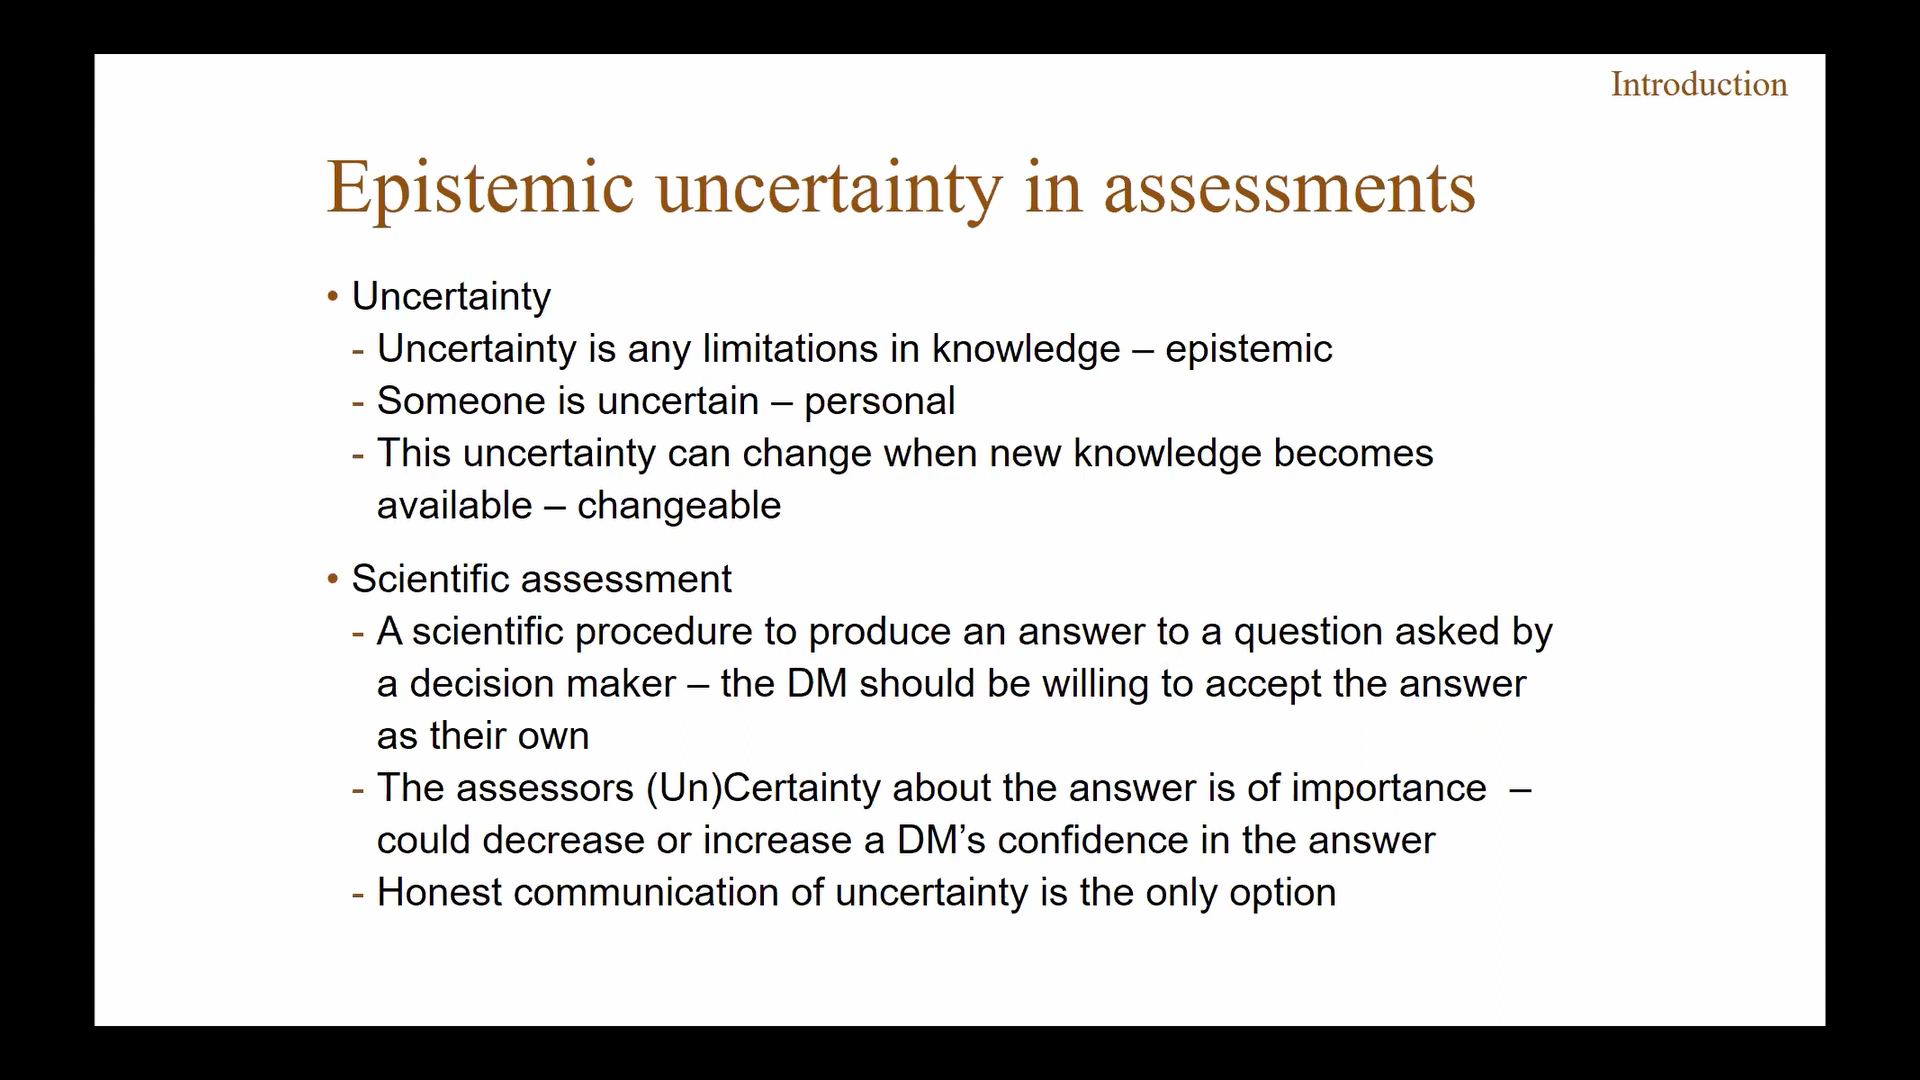 Introduction
Epistemic uncertainty in assessments
• Uncertainty
- Uncertainty is any limitations in knowledge – epistemic
- Someone is uncertain – personal
- This uncertainty can change when new knowledge becomes
available – changeable
• Scientific assessment
- A scientific procedure to produce an answer to a question asked by
a decision maker – the DM should be willing to accept the answer
as their own
- The assessors (Un)Certainty about the answer is of importance –
could decrease or increase a DM’s confidence in the answer
- Honest communication of uncertainty is the only option